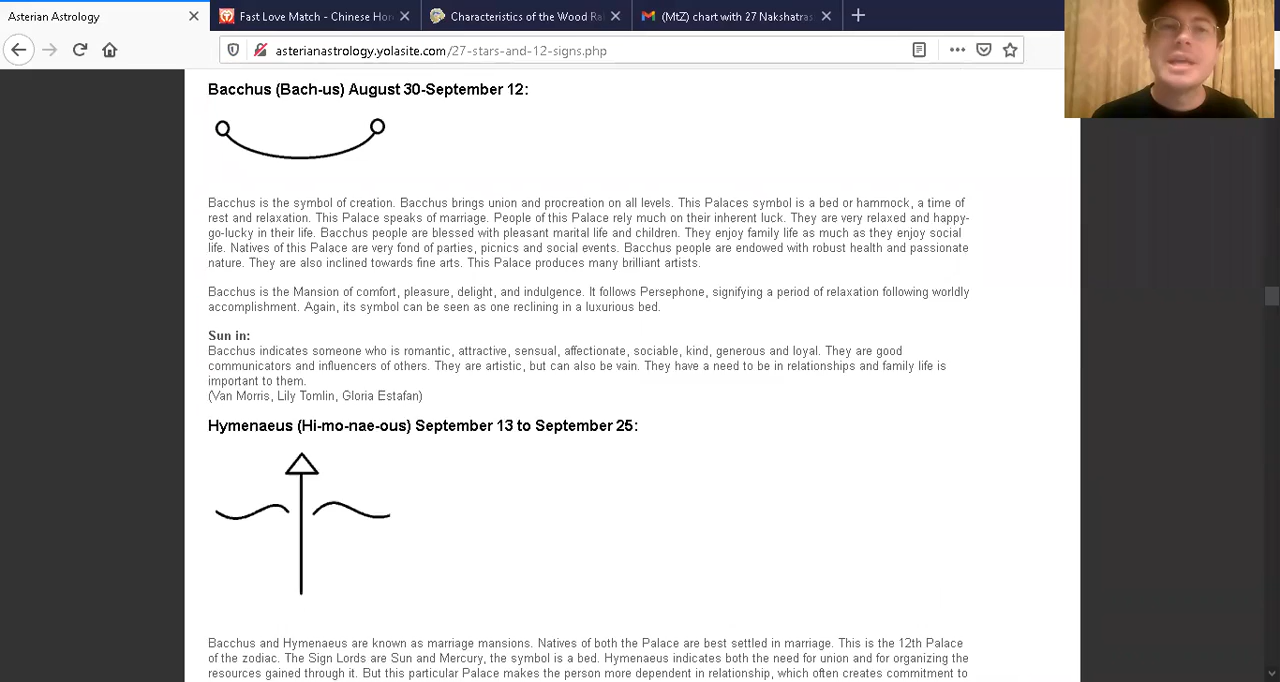 Asterian Astrology
Fast Love Match - Chinese Hor
Characteristics of the Wood Ra
(MtZ) chart with 27 Nakshatras
asterianastrology.yolasite.com/27-stars-and-12-signs.php
Bacchus (Bach-us) August 30-September 12:
Bacchus is the symbol of creation. Bacchus brings union and procreation on all levels. This Palaces symbol is a bed or hammock, a time of
rest and relaxation. This Palace speaks of marriage. People of this Palace rely much on their inherent luck. They are very relaxed and happy-
go-lucky in their life. Bacchus people are blessed with pleasant marital life and children. They enjoy family life as much as they enjoy social
life. Natives of this Palace are very fond of parties, picnics and social events. Bacchus people are endowed with robust health and passionate
nature. They are also inclined towards fine arts. This Palace produces many brilliant artists.
Bacchus is the Mansion of comfort, pleasure, delight, and indulgence. It follows Persephone, signifying a period of relaxation following worldly
accomplishment. Again, its symbol can be seen as one reclining in a luxurious bed.
Sun in:
Bacchus indicates someone who is romantic, attractive, sensual, affectionate, sociable, kind, generous and loyal. They are good
communicators and influencers of others. They are artistic, but can also be vain. They have a need to be in relationships and family life is
important to them.
(Van Morris, Lily Tomlin, Gloria Estafan)
Hymenaeus (Hi-mo-nae-ous) September 13 to September 25:
Bacchus and Hymenaeus are known as marriage mansions. Natives of both the Palace are best settled in marriage. This is the 12th Palace
of the zodiac. The Sign Lords are Sun and Mercury, the symbol is a bed. Hymenaeus indicates both the need for union and for organizing the
resources gained through it. But this particular Palace makes the person more dependent in relationship, which often creates commitment to